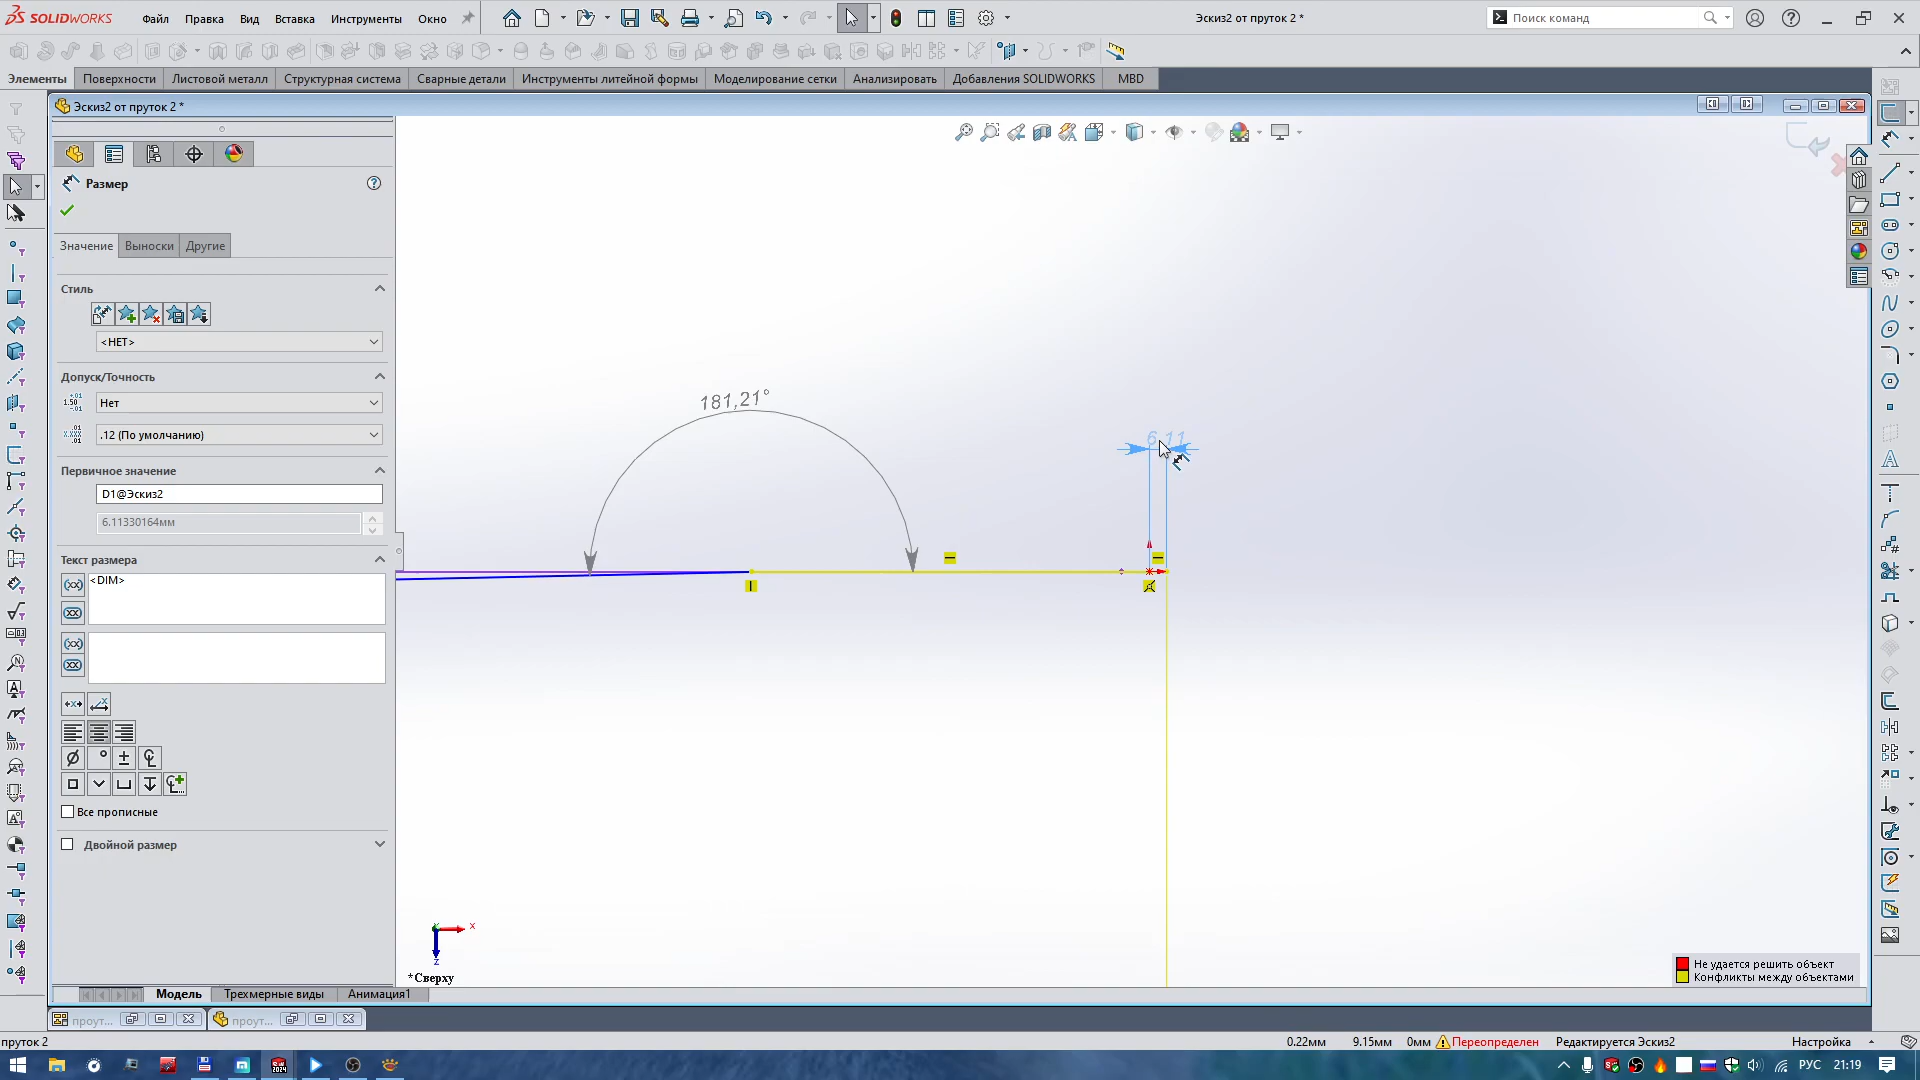 SOLIDWORKS
Файл
Правка
Вид
Вставка
Инструменты
Окно
Эскиз2 от пруток 2 *
Поиск команд
Элементы
Поверхности
Листовой металл
Структурная система
Сварные детали
Инструменты литейной формы
Моделирование сетки
Анализировать
Добавления SOLIDWORKS
MBD
Эскиз2 от пруток 2 *
Размер
Значение
Выноски
Другие
Стиль
<НЕТ>
Допуск/Точность
Нет
.12 (По умолчанию)
Первичное значение
D1@Эскиз2
6.11330164мм
Текст размера
<DIM>
Все прописные
Двойной размер
181,21°
6,11
x
z
*Сверху
Не удается решить объект
Конфликты между объектами
Модель
Трехмерные виды
Анимация1
проут...
проут...
пруток 2
0.22мм
9.15мм
0мм
Переопределен
Редактируется Эскиз2
Настройка
РУС
21:19